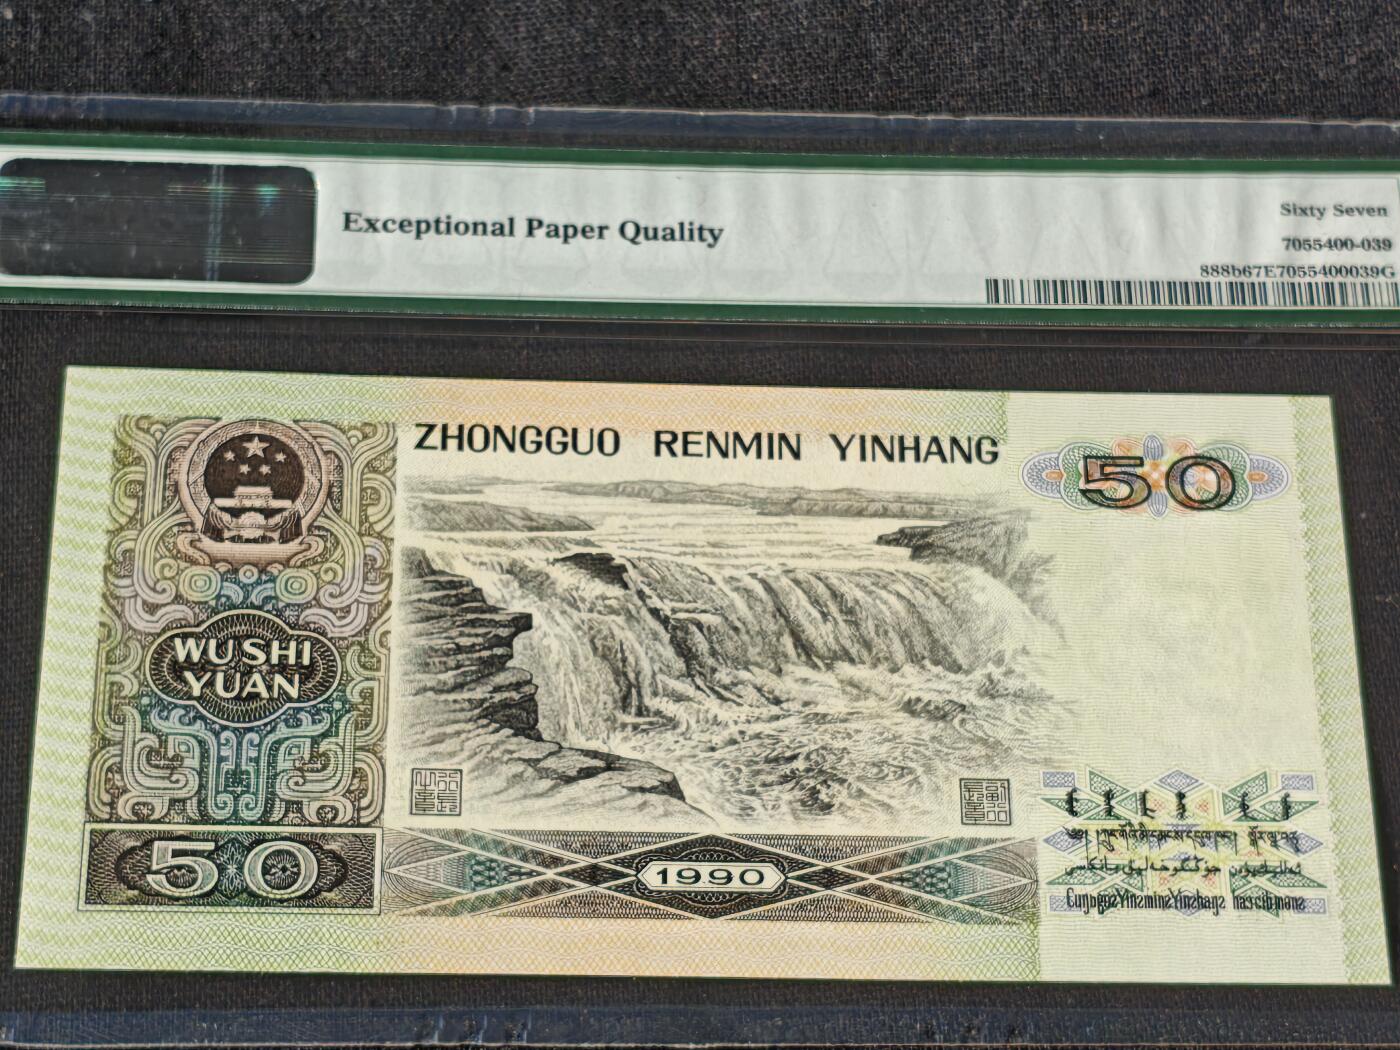 Exceptional Paper Quality
Sixty Seven
7055400-039
888b67E7055400039G
ZHONGGUO RENMIN YINHANG
50
WU SHI
YUAN
50
1990